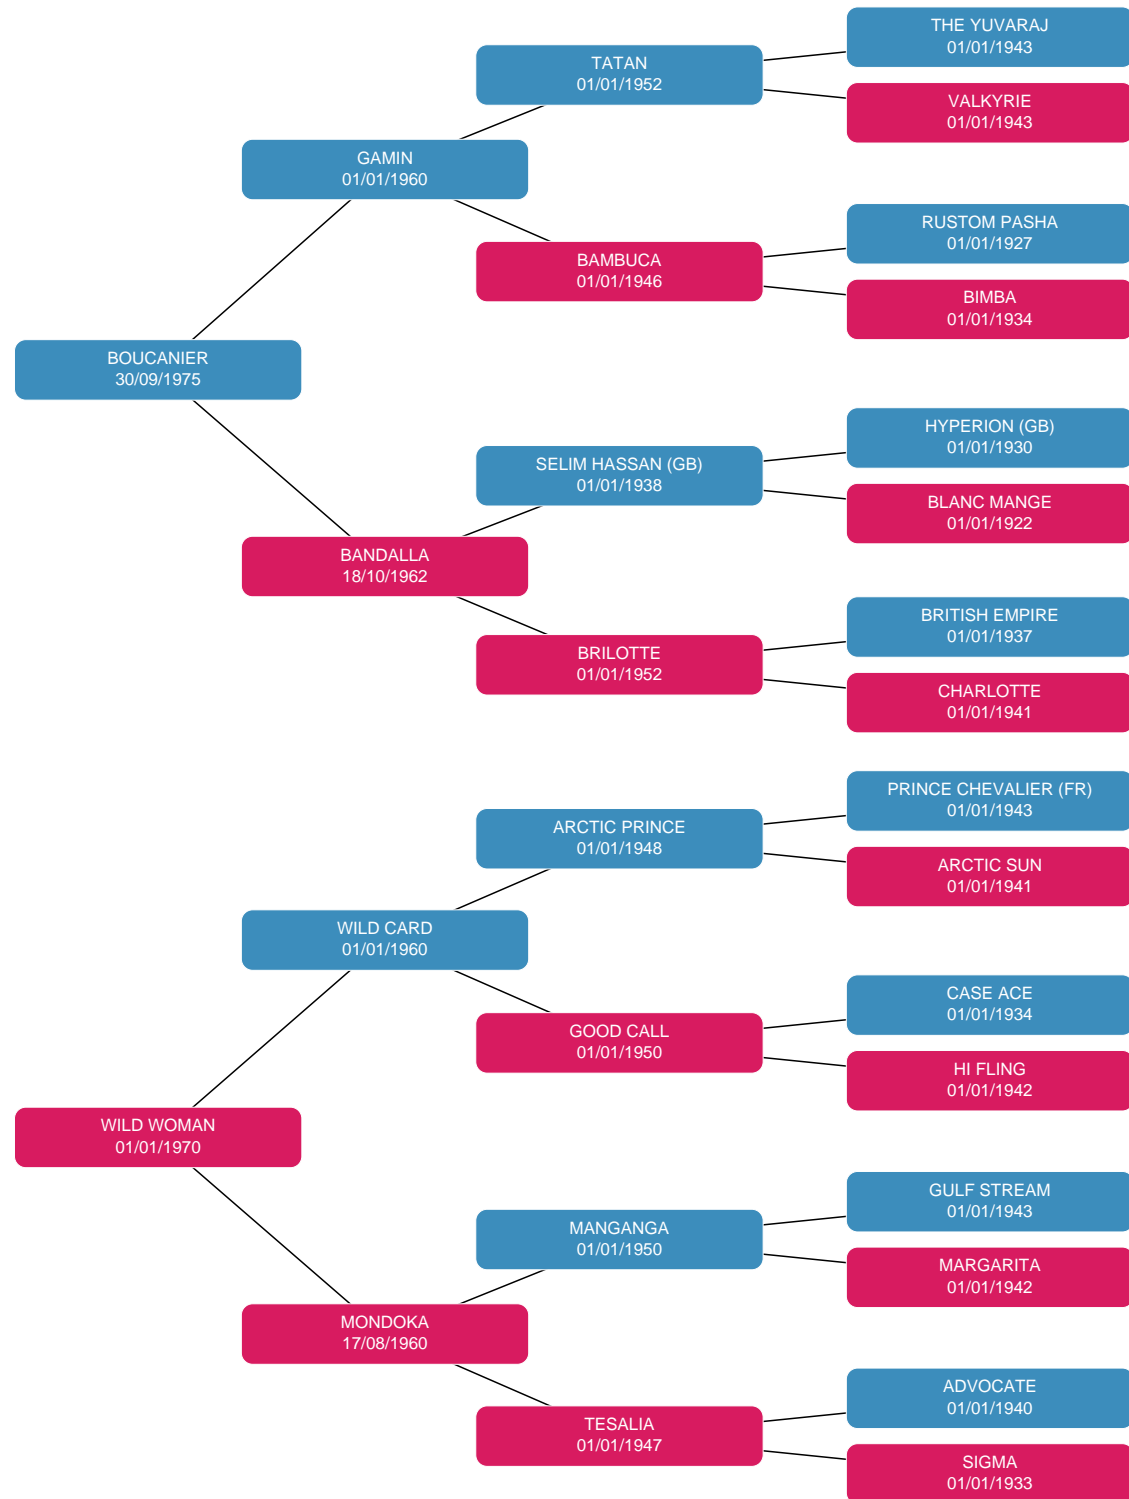 THE YUVARAJ
01/01/1943
TATAN
01/01/1952
VALKYRIE
01/01/1943
GAMIN
01/01/1960
RUSTOM PASHA
01/01/1927
BAMBUCA
01/01/1946
BIMBA
01/01/1934
BOUCANIER
30/09/1975
HYPERION (GB)
01/01/1930
SELIM HASSAN (GB)
01/01/1938
BLANC MANGE
01/01/1922
BANDALLA
18/10/1962
BRITISH EMPIRE
01/01/1937
BRILOTTE
01/01/1952
CHARLOTTE
01/01/1941
PRINCE CHEVALIER (FR)
01/01/1943
ARCTIC PRINCE
01/01/1948
ARCTIC SUN
01/01/1941
WILD CARD
01/01/1960
CASE ACE
01/01/1934
GOOD CALL
01/01/1950
HI FLING
01/01/1942
WILD WOMAN
01/01/1970
GULF STREAM
01/01/1943
MANGANGA
01/01/1950
MARGARITA
01/01/1942
MONDOKA
17/08/1960
ADVOCATE
01/01/1940
TESALIA
01/01/1947
SIGMA
01/01/1933